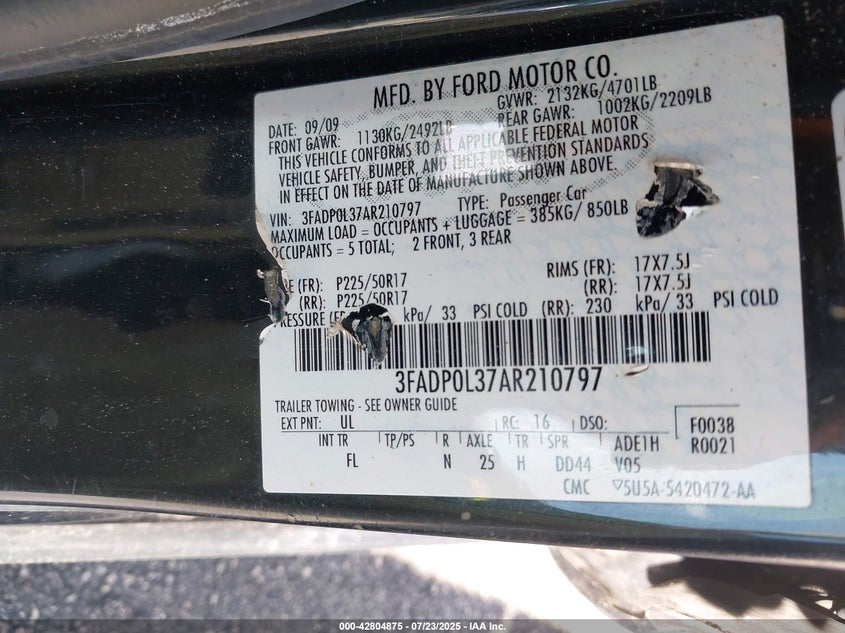 MFD. BY FORD MOTOR CO.
DATE: 09/09 GVWR: 2132KG/4701LB
FRONT GAWR: 1130KG/2492LB REAR GAWR: 1002KG/2209LB
THIS VEHICLE CONFORMS TO ALL APPLICABLE FEDERAL MOTOR
VEHICLE SAFETY, BUMPER, AND THEFT PREVENTION STANDARDS
IN EFFECT ON THE DATE OF MANUFACTURE SHOWN ABOVE.
VIN: 3FADP0L37AR210797 TYPE: Passenger Car
MAXIMUM LOAD = OCCUPANTS + LUGGAGE = 385KG/ 850LB
OCCUPANTS = 5 TOTAL; 2 FRONT, 3 REAR
(FR): P225/50R17 RIMS (FR): 17X7.5J
(RR): P225/50R17 (RR): 17X7.5J
kPa/ 33 PSI COLD (RR): 230 kPa/ 33 PSI COLD
3FADP0L37AR210797
TRAILER TOWING - SEE OWNER GUIDE
EXT PNT: UL RC: 16 DSO: F0038
INT TR TP/PS R AXLE TR SPR ADE1H R0021
FL N 25 H DD44 V05
CMC ▽5U5A-5420472-AA
000-42804875 | 07/23/2025 | IAA Inc.